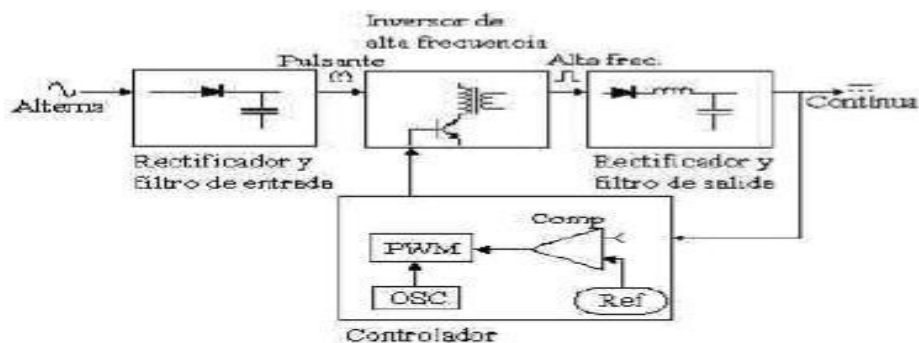 Inversor de
alta frecuencia
Pulsante
Alta frec.
Alterna
Continua
Rectificador y
filtro de entrada
Rectificador y
filtro de salida
Comp
PWM
OSC
Ref
Controlador